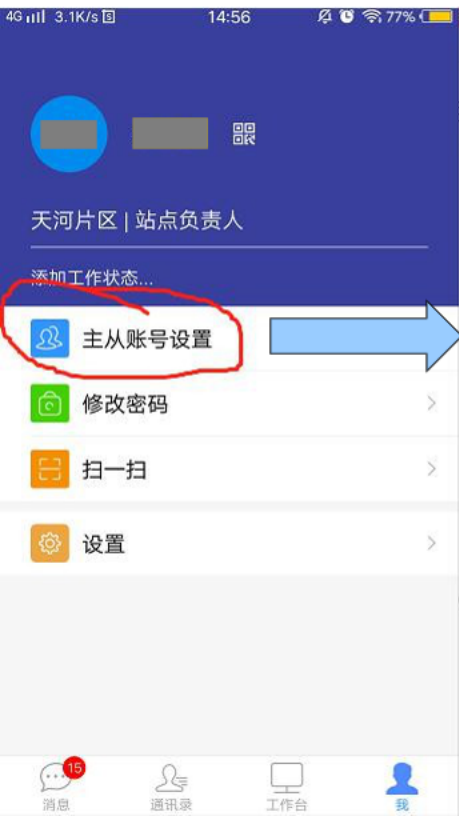 4G 3.1K/s 14:56 77%
天河片区 | 站点负责人
添加工作状态...
主从账号设置
修改密码
扫一扫
设置
15
消息 通讯录 工作台 我